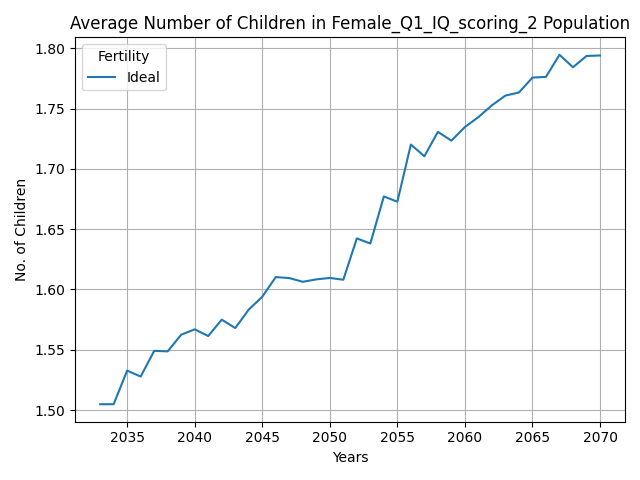 Average Number of Children in Female_Q1_IQ_scoring_2 Population
Fertility
Ideal
No. of Children
1.80
1.75
1.70
1.65
1.60
1.55
1.50
2035 2040 2045 2050 2055 2060 2065 2070
Years